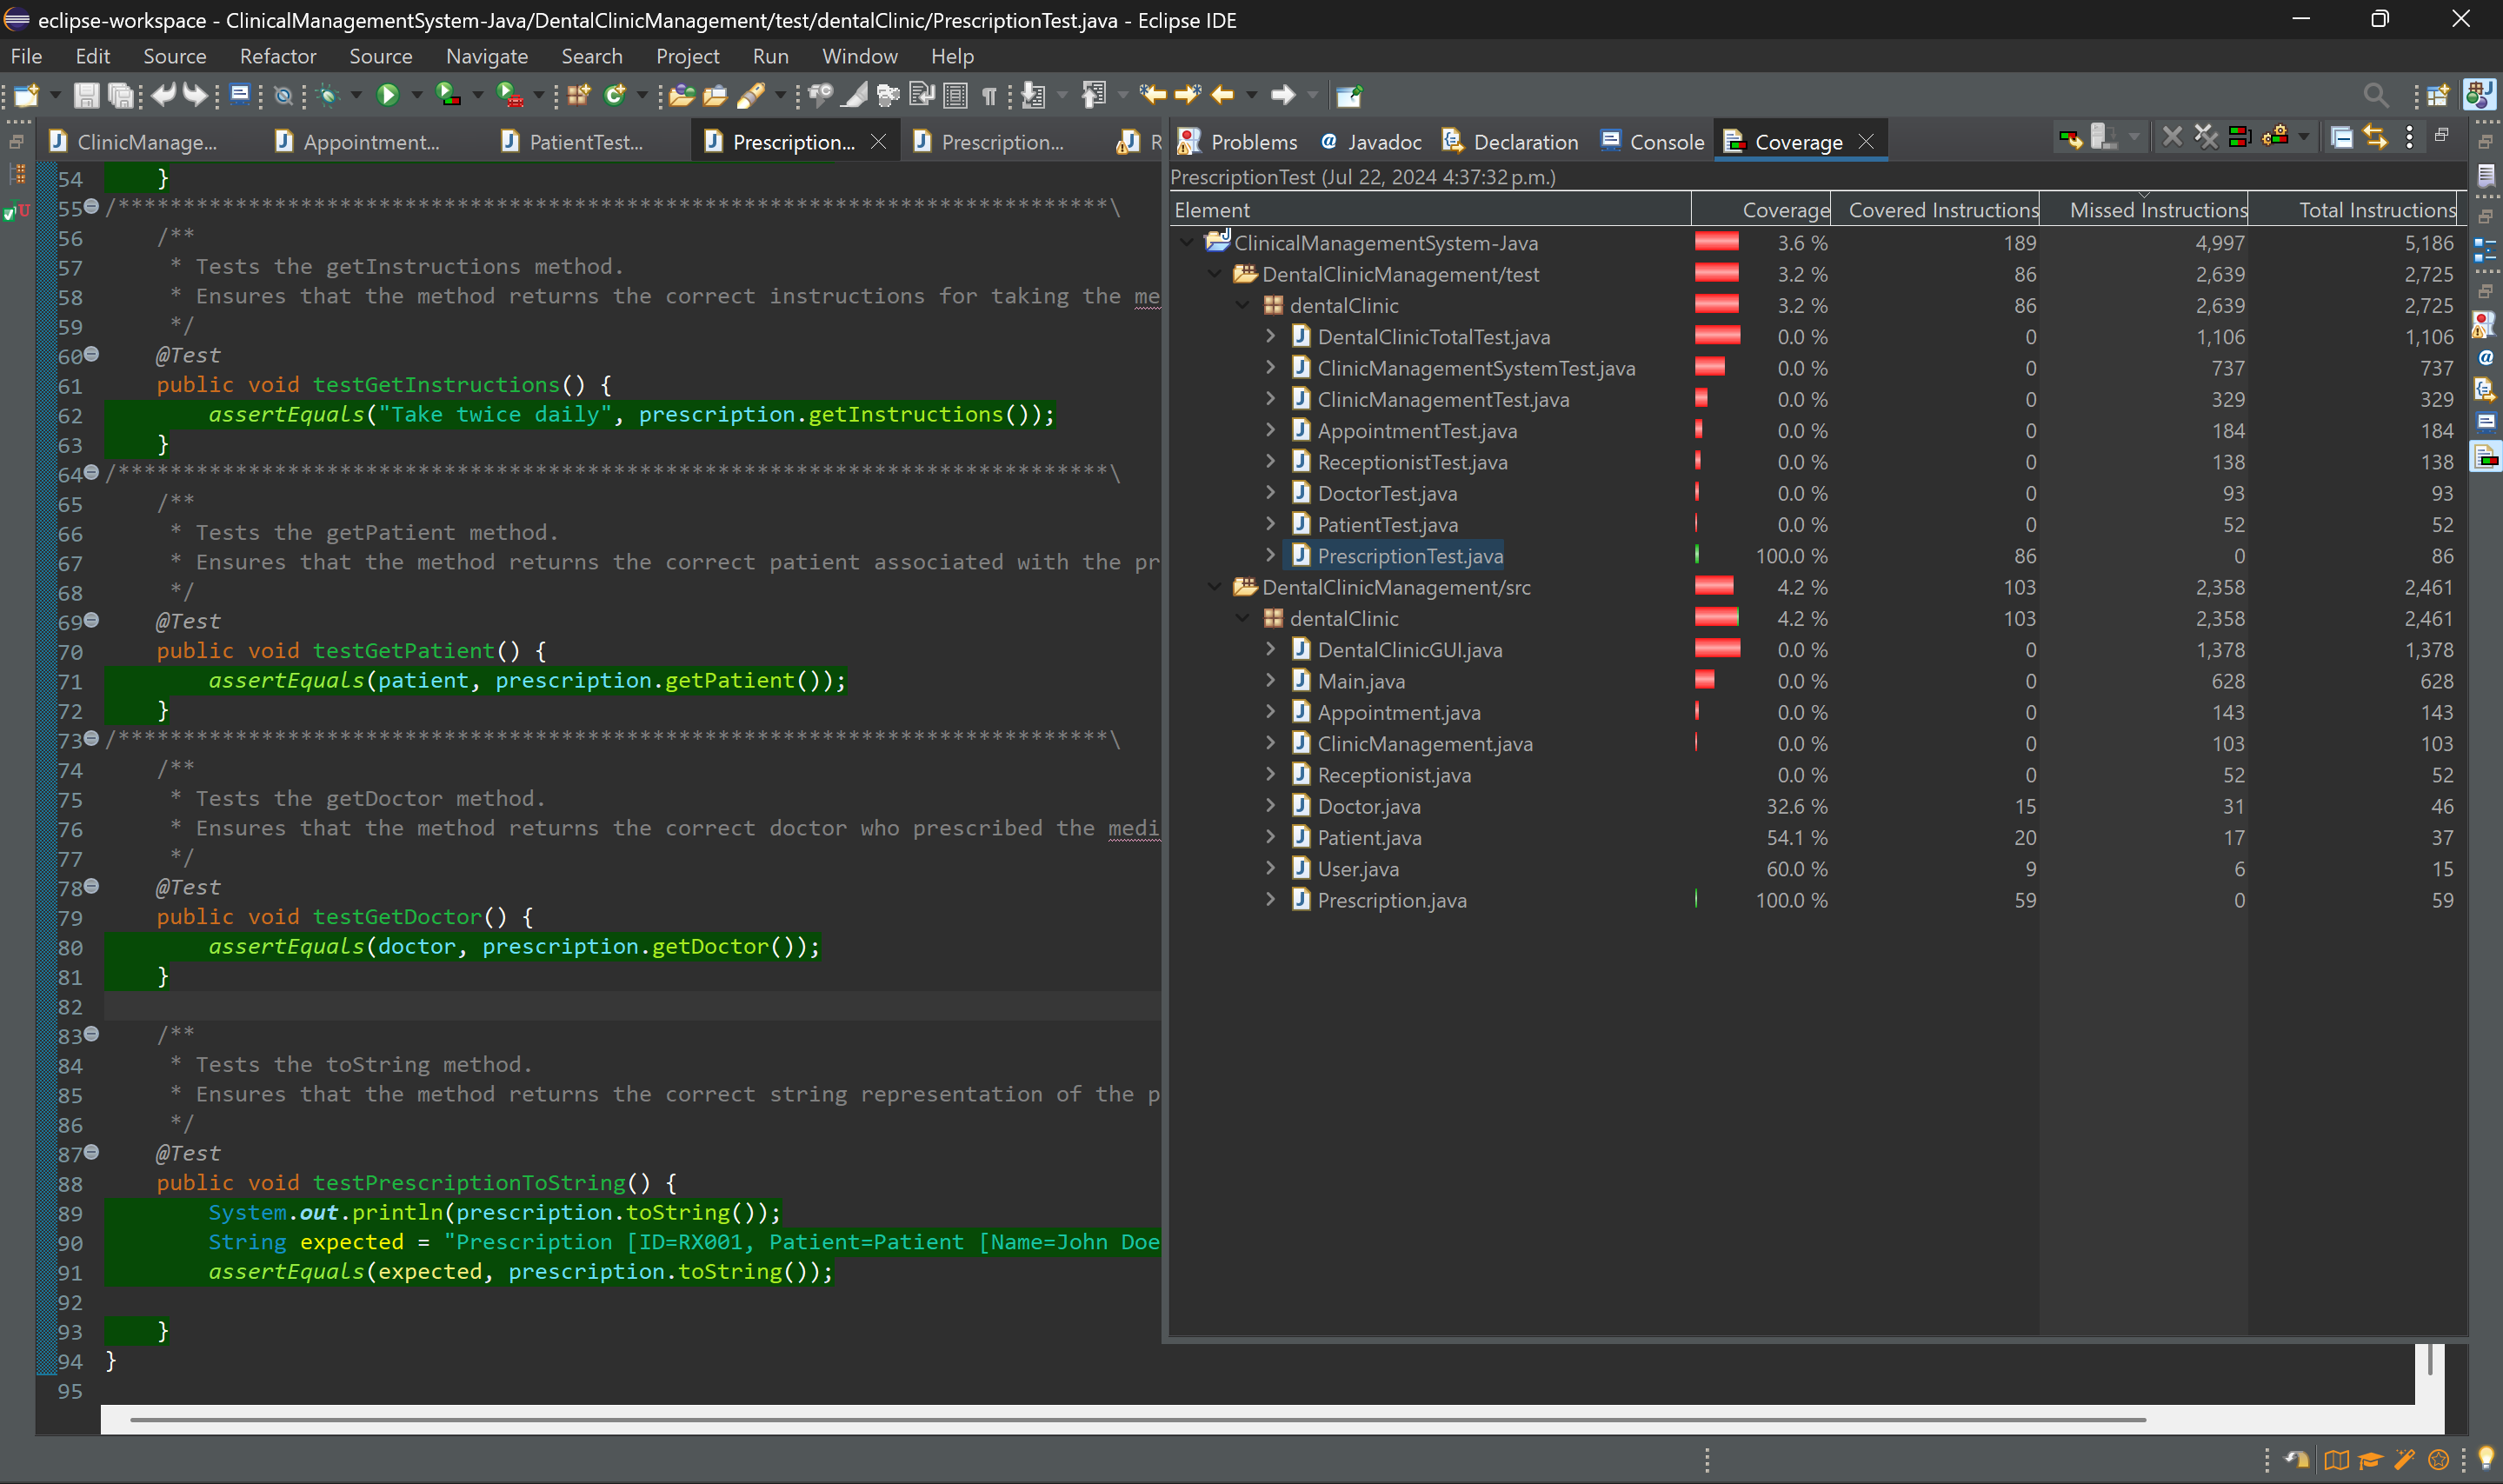 eclipse-workspace - ClinicalManagementSystem-Java/DentalClinicManagement/test/dentalClinic/PrescriptionTest.java - Eclipse IDE
File Edit Source Refactor Source Navigate Search Project Run Window Help
ClinicManage... Appointment... PatientTest... Prescription... Prescription... R
Problems Javadoc Declaration Console Coverage
54     }
55 /****************************************************************************\
56     /**
57      * Tests the getInstructions method.
58      * Ensures that the method returns the correct instructions for taking the me
59      */
60     @Test
61     public void testGetInstructions() {
62         assertEquals("Take twice daily", prescription.getInstructions());
63     }
64 /****************************************************************************\
65     /**
66      * Tests the getPatient method.
67      * Ensures that the method returns the correct patient associated with the pr
68      */
69     @Test
70     public void testGetPatient() {
71         assertEquals(patient, prescription.getPatient());
72     }
73 /****************************************************************************\
74     /**
75      * Tests the getDoctor method.
76      * Ensures that the method returns the correct doctor who prescribed the medi
77      */
78     @Test
79     public void testGetDoctor() {
80         assertEquals(doctor, prescription.getDoctor());
81     }
82
83     /**
84      * Tests the toString method.
85      * Ensures that the method returns the correct string representation of the p
86      */
87     @Test
88     public void testPrescriptionToString() {
89         System.out.println(prescription.toString());
90         String expected = "Prescription [ID=RX001, Patient=Patient [Name=John Doe
91         assertEquals(expected, prescription.toString());
92
93     }
94 }
95
PrescriptionTest (Jul 22, 2024 4:37:32 p.m.)
Element Coverage Covered Instructions Missed Instructions Total Instructions
ClinicalManagementSystem-Java 3.6 % 189 4,997 5,186
DentalClinicManagement/test 3.2 % 86 2,639 2,725
dentalClinic 3.2 % 86 2,639 2,725
DentalClinicTotalTest.java 0.0 % 0 1,106 1,106
ClinicManagementSystemTest.java 0.0 % 0 737 737
ClinicManagementTest.java 0.0 % 0 329 329
AppointmentTest.java 0.0 % 0 184 184
ReceptionistTest.java 0.0 % 0 138 138
DoctorTest.java 0.0 % 0 93 93
PatientTest.java 0.0 % 0 52 52
PrescriptionTest.java 100.0 % 86 0 86
DentalClinicManagement/src 4.2 % 103 2,358 2,461
dentalClinic 4.2 % 103 2,358 2,461
DentalClinicGUI.java 0.0 % 0 1,378 1,378
Main.java 0.0 % 0 628 628
Appointment.java 0.0 % 0 143 143
ClinicManagement.java 0.0 % 0 103 103
Receptionist.java 0.0 % 0 52 52
Doctor.java 32.6 % 15 31 46
Patient.java 54.1 % 20 17 37
User.java 60.0 % 9 6 15
Prescription.java 100.0 % 59 0 59